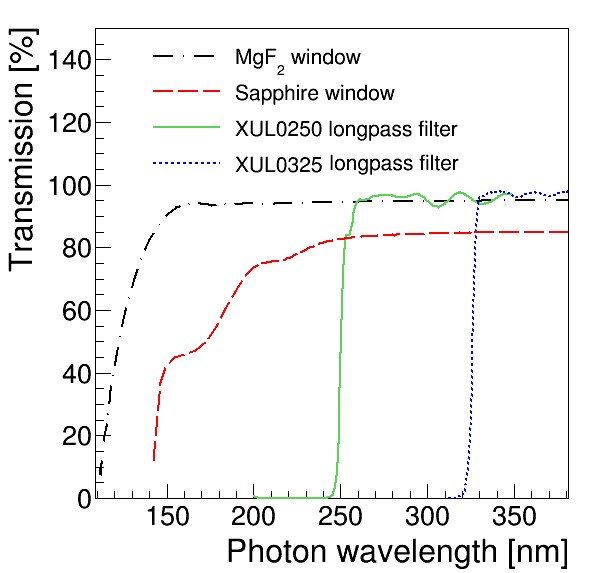 Transmission [%]
140
120
100
80
60
40
20
0
MgF2 window
Sapphire window
XUL0250 longpass filter
XUL0325 longpass filter
150 200 250 300 350
Photon wavelength [nm]